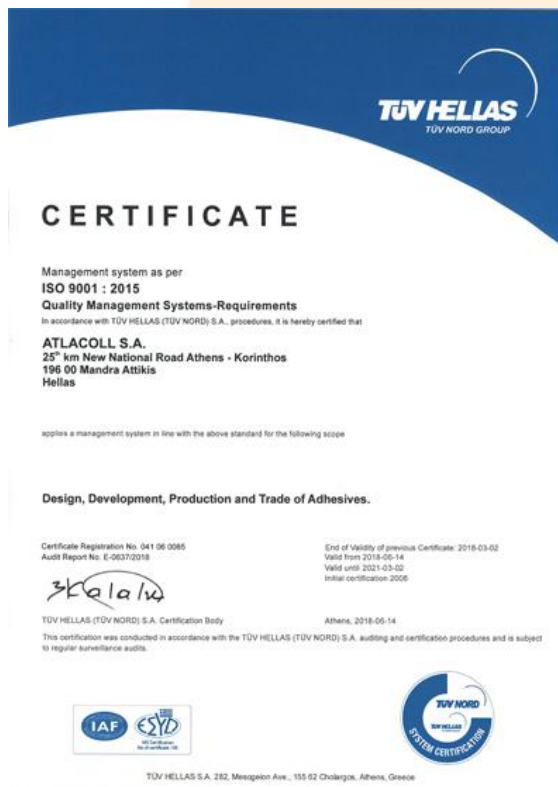 TÜV HELLAS
TÜV NORD GROUP
CERTIFICATE
Management system as per
ISO 9001 : 2015
Quality Management Systems-Requirements
In accordance with TÜV HELLAS (TÜV NORD) S.A., procedures, it is hereby certified that
ATLACOLL S.A.
25th km New National Road Athens - Korinthos
196 00 Mandra Attikis
Hellas
applies a management system in line with the above standard for the following scope
Design, Development, Production and Trade of Adhesives.
Certificate Registration No. 041 06 0085
Audit Report No. E-0637/2018
End of Validity of previous Certificate: 2018-03-02
Valid from 2018-06-14
Valid until 2021-03-02
Initial certification 2006
TÜV HELLAS (TÜV NORD) S.A. Certification Body
Athens, 2018-06-14
This certification was conducted in accordance with the TÜV HELLAS (TÜV NORD) S.A. auditing and certification procedures and is subject
to regular surveillance audits.
IAF
ΕΣΥΔ
TÜV NORD
TÜV HELLAS
SYSTEM CERTIFICATION
TÜV HELLAS S.A. 282, Mesogeion Ave., 155 62 Cholargos, Athens, Greece